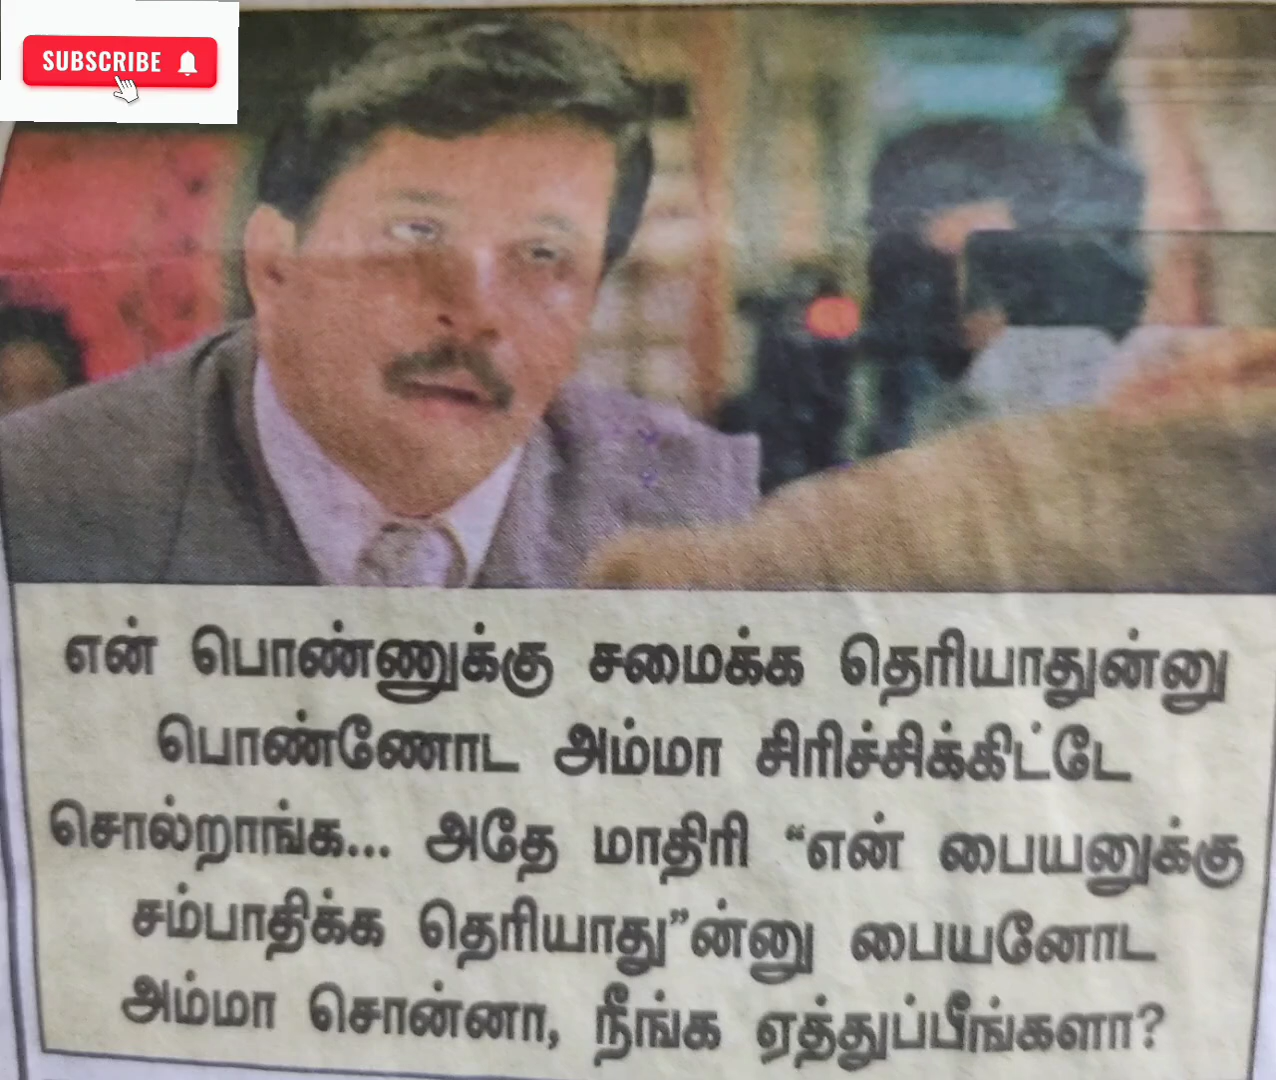 SUBSCRIBE
என் பொண்ணுக்கு சமைக்க தெரியாதுன்னு
பொண்ணோட அம்மா சிரிச்சிக்கிட்டே
சொல்றாங்க... அதே மாதிரி “என் பையனுக்கு
சம்பாதிக்க தெரியாது”ன்னு பையனோட
அம்மா சொன்னா, நீங்க ஏத்துப்பீங்களா?